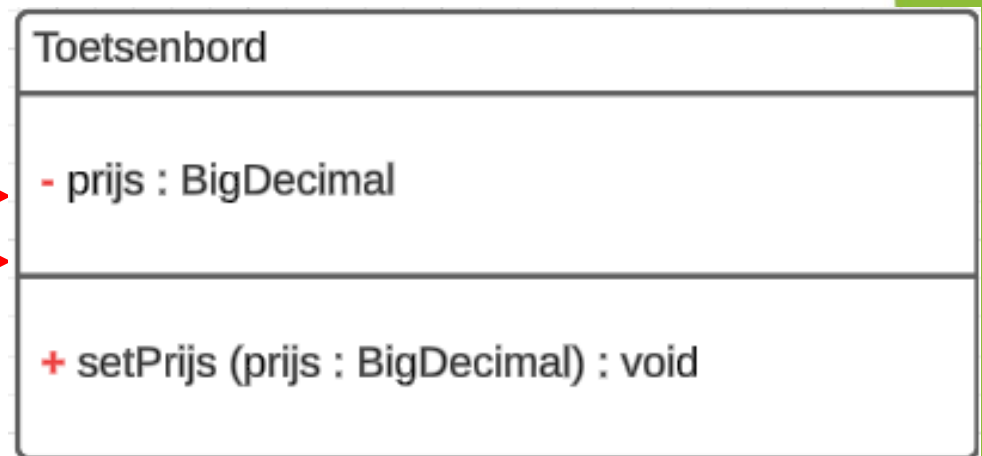 Toetsenbord
- prijs : BigDecimal
+ setPrijs (prijs : BigDecimal) : void